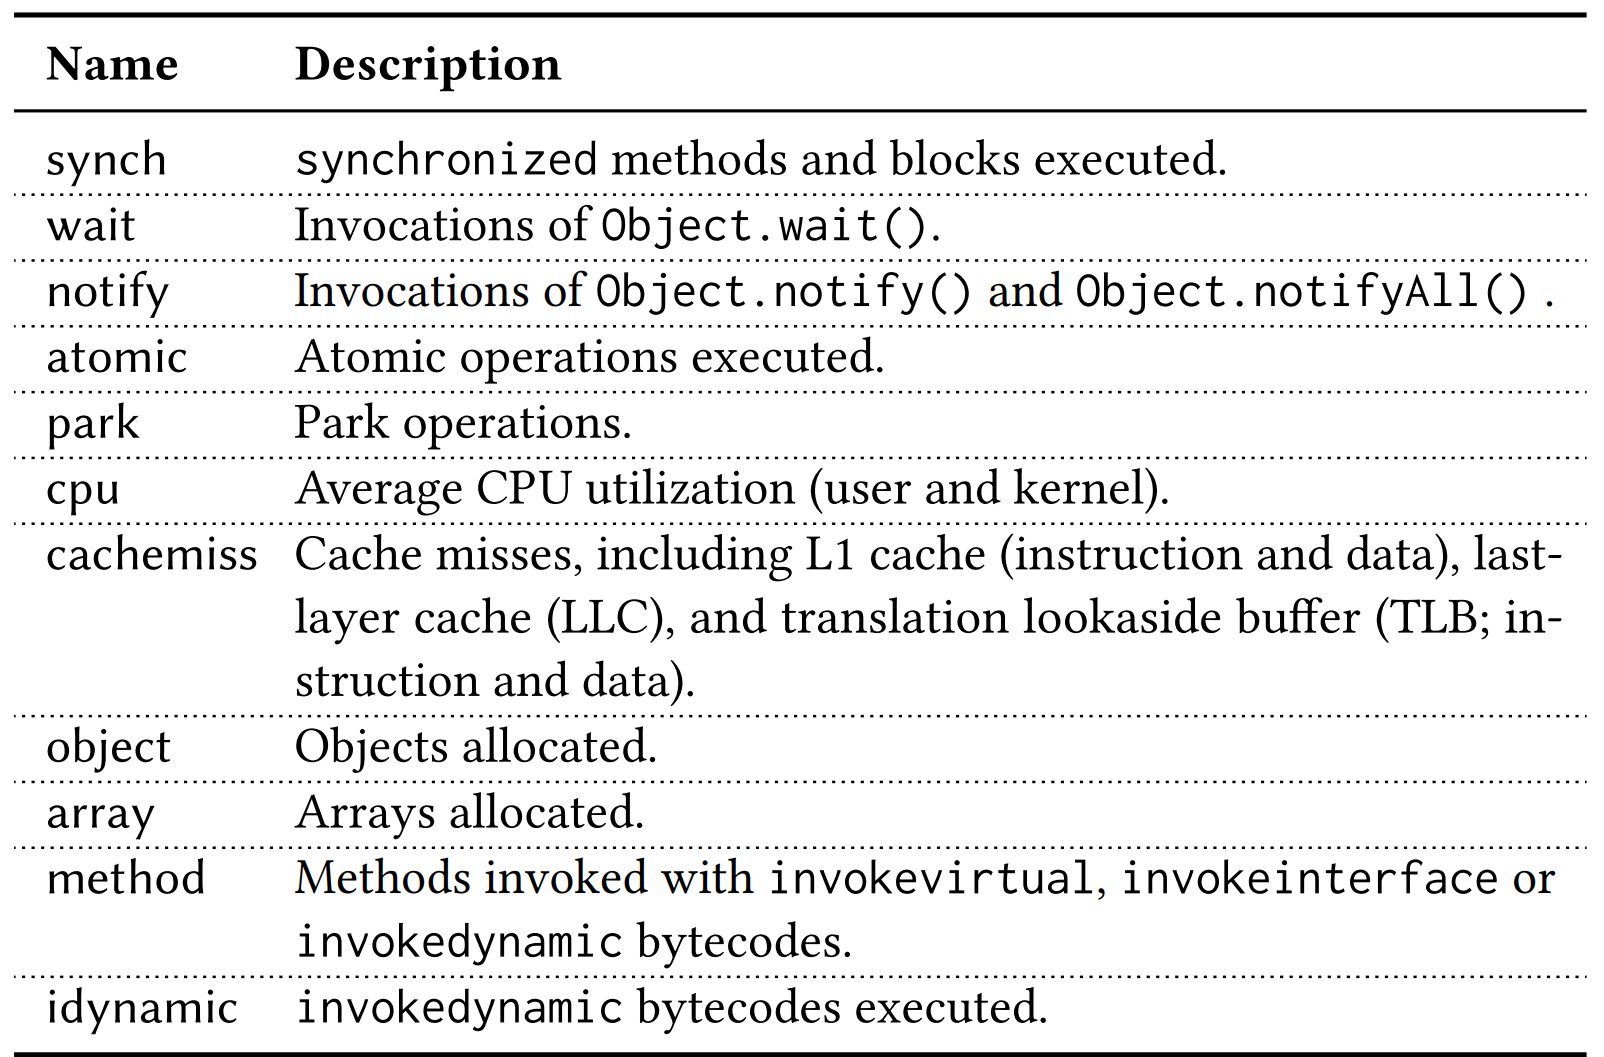 Name Description
synch synchronized methods and blocks executed.
wait Invocations of Object.wait().
notify Invocations of Object.notify() and Object.notifyAll() .
atomic Atomic operations executed.
park Park operations.
cpu Average CPU utilization (user and kernel).
cachemiss Cache misses, including L1 cache (instruction and data), last-
layer cache (LLC), and translation lookaside buffer (TLB; in-
struction and data).
object Objects allocated.
array Arrays allocated.
method Methods invoked with invokevirtual, invokeinterface or
invokedynamic bytecodes.
idynamic invokedynamic bytecodes executed.